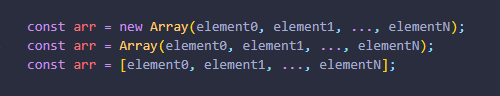 const arr = new Array(element0, element1, ..., elementN);
const arr = Array(element0, element1, ..., elementN);
const arr = [element0, element1, ..., elementN];